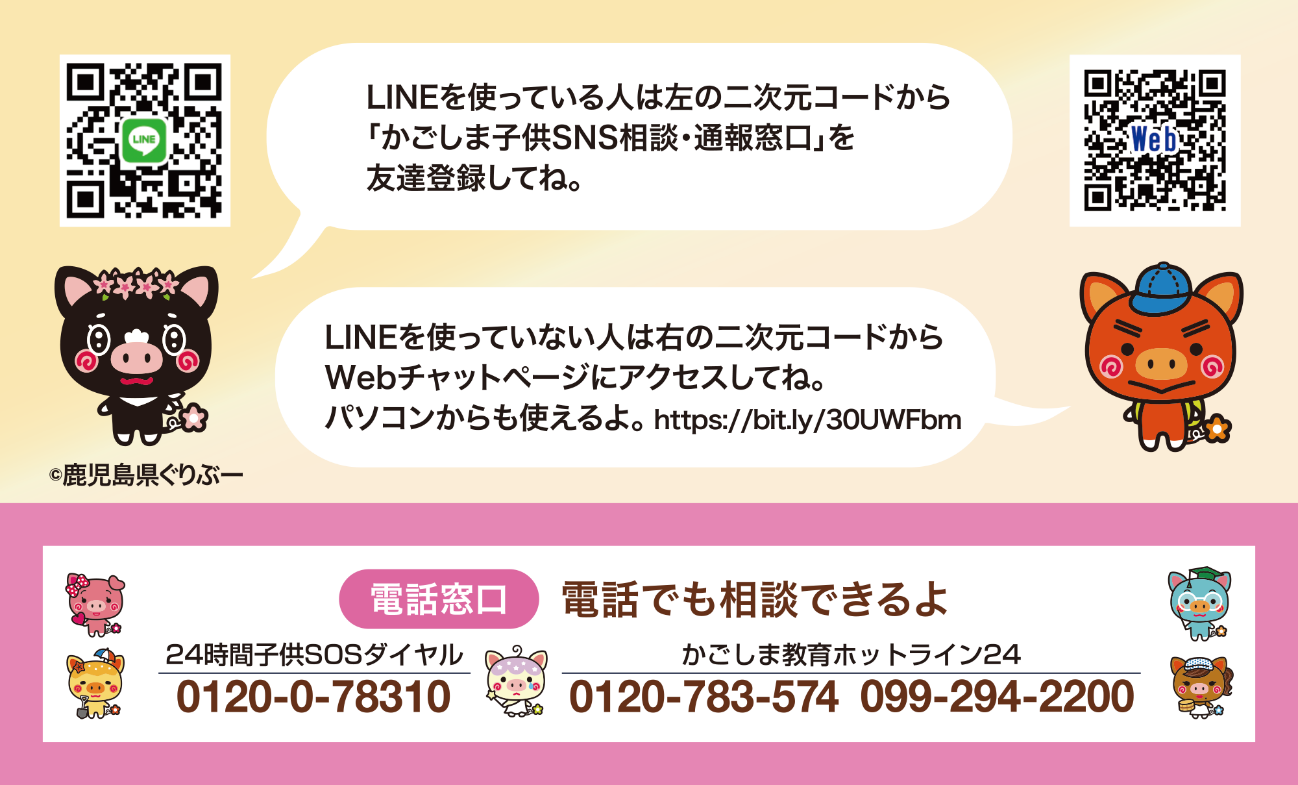 LINE
LINEを使っている人は左の二次元コードから
「かごしま子供SNS相談・通報窓口」を
友達登録してね。
Web
LINEを使っていない人は右の二次元コードから
Webチャットページにアクセスしてね。
パソコンからも使えるよ。https://bit.ly/30UWFbm
©鹿児島県ぐりぶー
電話窓口 電話でも相談できるよ
24時間子供SOSダイヤル
0120-0-78310
かごしま教育ホットライン24
0120-783-574 099-294-2200